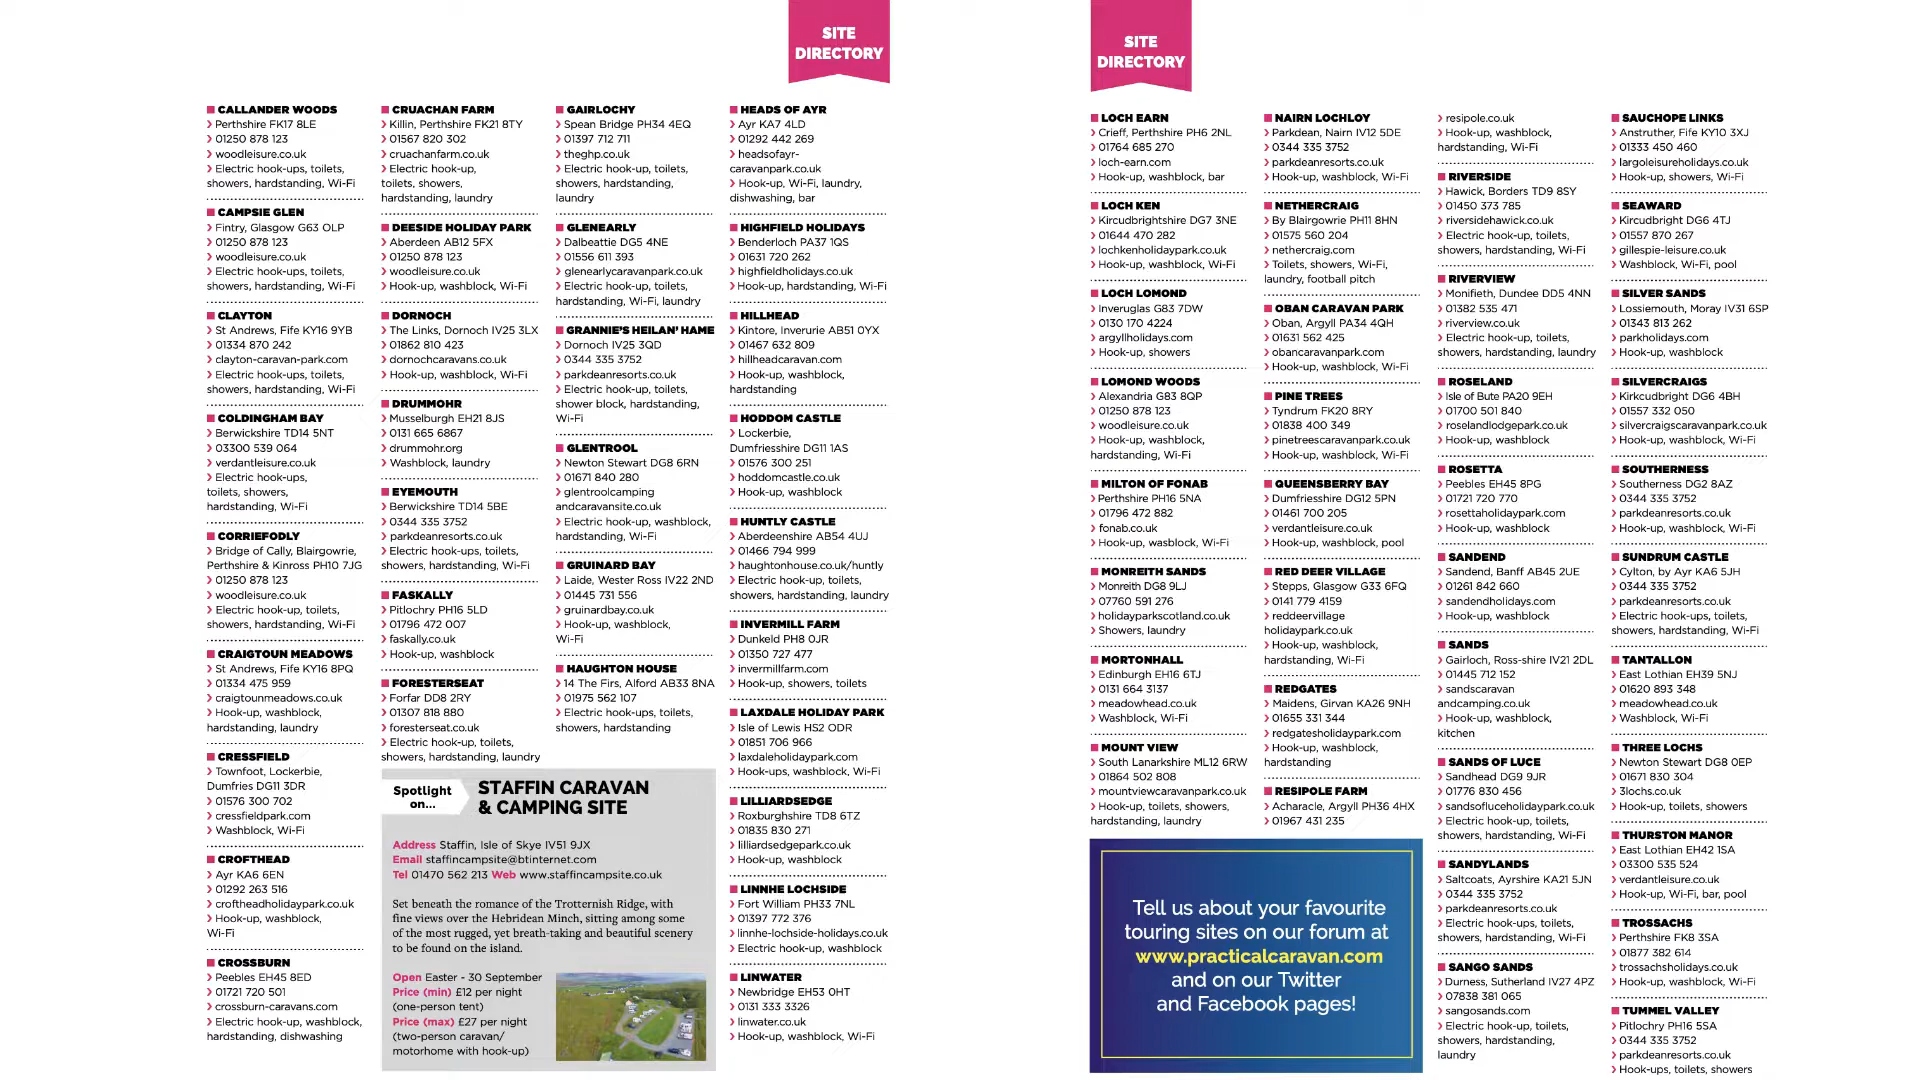 SITE
DIRECTORY
CALLANDER WOODS
Perthshire FK17 8LE
01250 878 123
woodleisure.co.uk
Electric hook-ups, toilets,
showers, hardstanding, Wi-Fi
CAMPSIE GLEN
Fintry, Glasgow G63 OLP
01250 878 123
woodleisure.co.uk
Electric hook-ups, toilets,
showers, hardstanding, Wi-Fi
CLAYTON
St Andrews, Fife KY16 9YB
01334 870 242
clayton-caravan-park.com
Electric hook-ups, toilets,
showers, hardstanding, Wi-Fi
COLDINGHAM BAY
Berwickshire TD14 5NT
03300 539 064
verdantleisure.co.uk
Electric hook-ups,
toilets, showers,
hardstanding, Wi-Fi
CORRIEFODLY
Bridge of Cally, Blairgowrie,
Perthshire & Kinross PH10 7JG
01250 878 123
woodleisure.co.uk
Electric hook-up, toilets,
showers, hardstanding, Wi-Fi
CRAIGTOUN MEADOWS
St Andrews, Fife KY16 8PQ
01334 475 959
craigtounmeadows.co.uk
Hook-up, washblock,
hardstanding, laundry
CRESSFIELD
Townfoot, Lockerbie,
Dumfries DG11 3DR
01576 300 702
cressfieldpark.com
Washblock, Wi-Fi
CROFTHEAD
Ayr KA6 6EN
01292 263 516
croftheadholidaypark.co.uk
Hook-up, washblock,
Wi-Fi
CROSSBURN
Peebles EH45 8ED
01721 720 501
crossburn-caravans.com
Electric hook-up, washblock,
hardstanding, dishwashing
CRUACHAN FARM
Killin, Perthshire FK21 8TY
01567 820 302
cruachanfarm.co.uk
Electric hook-up,
toilets, showers,
hardstanding, laundry
DEESIDE HOLIDAY PARK
Aberdeen AB12 5FX
01250 878 123
woodleisure.co.uk
Hook-up, washblock, Wi-Fi
DORNOCH
The Links, Dornoch IV25 3LX
01862 810 423
dornochcaravans.co.uk
Hook-up, washblock, Wi-Fi
DRUMMOHR
Musselburgh EH21 8JS
0131 665 6867
drummohr.org
Washblock, laundry
EYEMOUTH
Berwickshire TD14 5BE
0344 335 3752
parkdeanresorts.co.uk
Electric hook-ups, toilets,
showers, hardstanding, Wi-Fi
FASKALLY
Pitlochry PH16 5LD
01796 472 007
faskally.co.uk
Hook-up, washblock
FORESTERSEAT
Forfar DD8 2RY
01307 818 880
foresterseat.co.uk
Electric hook-up, toilets,
showers, hardstanding, laundry
GAIRLOCHY
Spean Bridge PH34 4EQ
01397 712 711
theghp.co.uk
Electric hook-up, toilets,
showers, hardstanding,
laundry
GLENEARLY
Dalbeattie DG5 4NE
01556 611 393
glenearlycaravanpark.co.uk
Electric hook-up, toilets,
hardstanding, Wi-Fi, laundry
GRANNIE'S HEILAN' HAME
Dornoch IV25 3QD
0344 335 3752
parkdeanresorts.co.uk
Electric hook-up, toilets,
shower block, hardstanding,
Wi-Fi
GLENTROOL
Newton Stewart DG8 6RN
01671 840 280
glentroolcamping
andcaravansite.co.uk
Electric hook-up, washblock,
hardstanding, Wi-Fi
GRUINARD BAY
Laide, Wester Ross IV22 2ND
01445 731 556
gruinardbay.co.uk
Hook-up, washblock,
Wi-Fi
HAUGHTON HOUSE
14 The Firs, Alford AB33 8NA
01975 562 107
Electric hook-ups, toilets,
showers, hardstanding
Spotlight
on...
STAFFIN CARAVAN
& CAMPING SITE
Address Staffin, Isle of Skye IV51 9JX
Email staffincampsite@btinternet.com
Tel 01470 562 213 Web www.staffincampsite.co.uk
Set beneath the romance of the Trotternish Ridge, with
fine views over the Hebridean Minch, sitting among some
of the most rugged, yet breath-taking and beautiful scenery
to be found on the island.
Open Easter - 30 September
Price (min) £12 per night
(one-person tent)
Price (max) £27 per night
(two-person caravan/
motorhome with hook-up)
HEADS OF AYR
Ayr KA7 4LD
01292 442 269
headsofayr-
caravanpark.co.uk
Hook-up, Wi-Fi, laundry,
dishwashing, bar
HIGHFIELD HOLIDAYS
Benderloch PA37 1QS
01631 720 262
highfieldholidays.co.uk
Hook-up, hardstanding, Wi-Fi
HILLHEAD
Kintore, Inverurie AB51 0YX
01467 632 809
hillheadcaravan.com
Hook-up, washblock,
hardstanding
HODDOM CASTLE
Lockerbie,
Dumfriesshire DG11 1AS
01576 300 251
hoddomcastle.co.uk
Hook-up, washblock
HUNTLY CASTLE
Aberdeenshire AB54 4UJ
01466 794 999
haughtonhouse.co.uk/huntly
Electric hook-up, toilets,
showers, hardstanding, laundry
INVERMILL FARM
Dunkeld PH8 0JR
01350 727 477
invermillfarm.com
Hook-up, showers, toilets
LAXDALE HOLIDAY PARK
Isle of Lewis HS2 ODR
01851 706 966
laxdaleholidaypark.com
Hook-ups, washblock, Wi-Fi
LILLIARDSEDGE
Roxburghshire TD8 6TZ
01835 830 271
lilliardsedgepark.co.uk
Hook-up, washblock
LINNHE LOCHSIDE
Fort William PH33 7NL
01397 772 376
linnhe-lochside-holidays.co.uk
Electric hook-up, washblock
LINWATER
Newbridge EH53 0HT
0131 333 3326
linwater.co.uk
Hook-up, washblock, Wi-Fi
SITE
DIRECTORY
LOCH EARN
Crieff, Perthshire PH6 2NL
01764 685 270
loch-earn.com
Hook-up, washblock, bar
LOCH KEN
Kircudbrightshire DG7 3NE
01644 470 282
lochkenholidaypark.co.uk
Hook-up, washblock, Wi-Fi
LOCH LOMOND
Inveruglas G83 7DW
0130 170 4224
argyllholidays.com
Hook-up, showers
LOMOND WOODS
Alexandria G83 8QP
01250 878 123
woodleisure.co.uk
Hook-up, washblock,
hardstanding, Wi-Fi
MILTON OF FONAB
Perthshire PH16 5NA
01796 472 882
fonab.co.uk
Hook-up, wasblock, Wi-Fi
MONREITH SANDS
Monreith DG8 9LJ
07760 591 276
holidayparkscotland.co.uk
Showers, laundry
MORTONHALL
Edinburgh EH16 6TJ
0131 664 3137
meadowhead.co.uk
Washblock, Wi-Fi
MOUNT VIEW
South Lanarkshire ML12 6RW
01864 502 808
mountviewcaravanpark.co.uk
Hook-up, toilets, showers,
hardstanding, laundry
NAIRN LOCHLOY
Parkdean, Nairn IV12 5DE
0344 335 3752
parkdeanresorts.co.uk
Hook-up, washblock, Wi-Fi
NETHERCRAIG
By Blairgowrie PH11 8HN
01575 560 204
nethercraig.com
Toilets, showers, Wi-Fi,
laundry, football pitch
OBAN CARAVAN PARK
Oban, Argyll PA34 4QH
01631 562 425
obancaravanpark.com
Hook-up, washblock, Wi-Fi
PINE TREES
Tyndrum FK20 8RY
01838 400 349
pinetreescaravanpark.co.uk
Hook-up, washblock, Wi-Fi
QUEENSBERRY BAY
Dumfriesshire DG12 5PN
01461 700 205
verdantleisure.co.uk
Hook-up, washblock, pool
RED DEER VILLAGE
Stepps, Glasgow G33 6FQ
0141 779 4159
reddeervillage
holidaypark.co.uk
Hook-up, washblock,
hardstanding, Wi-Fi
REDGATES
Maidens, Girvan KA26 9NH
01655 331 344
redgatesholidaypark.com
Hook-up, washblock,
hardstanding
RESIPOLE FARM
Acharacle, Argyll PH36 4HX
01967 431 235
Tell us about your favourite
touring sites on our forum at
www.practicalcaravan.com
and on our Twitter
and Facebook pages!
resipole.co.uk
Hook-up, washblock,
hardstanding, Wi-Fi
RIVERSIDE
Hawick, Borders TD9 8SY
01450 373 785
riversidehawick.co.uk
Electric hook-up, toilets,
showers, hardstanding, Wi-Fi
RIVERVIEW
Monifieth, Dundee DD5 4NN
01382 535 471
riverview.co.uk
Electric hook-up, toilets,
showers, hardstanding, laundry
ROSELAND
Isle of Bute PA20 9EH
01700 501 840
roselandlodgepark.co.uk
Hook-up, washblock
ROSETTA
Peebles EH45 8PG
01721 720 770
rosettaholidaypark.com
Hook-up, washblock
SANDEND
Sandend, Banff AB45 2UE
01261 842 660
sandendholidays.com
Hook-up, washblock
SANDS
Gairloch, Ross-shire IV21 2DL
01445 712 152
sandscaravan
andcamping.co.uk
Hook-up, washblock,
kitchen
SANDS OF LUCE
Sandhead DG9 9JR
01776 830 456
sandsofluceholidaypark.co.uk
Electric hook-up, toilets,
showers, hardstanding, Wi-Fi
SANDYLANDS
Saltcoats, Ayrshire KA21 5JN
0344 335 3752
parkdeanresorts.co.uk
Electric hook-ups, toilets,
showers, hardstanding, Wi-Fi
SANGO SANDS
Durness, Sutherland IV27 4PZ
07838 381 065
sangosands.com
Electric hook-up, toilets,
showers, hardstanding,
laundry
SAUCHOPE LINKS
Anstruther, Fife KY10 3XJ
01333 450 460
largoleisureholidays.co.uk
Hook-up, showers, Wi-Fi
SEAWARD
Kircudbright DG6 4TJ
01557 870 267
gillespie-leisure.co.uk
Washblock, Wi-Fi, pool
SILVER SANDS
Lossiemouth, Moray IV31 6SP
01343 813 262
parkholidays.com
Hook-up, washblock
SILVERCRAIGS
Kirkcudbright DG6 4BH
01557 332 050
silvercraigscaravanpark.co.uk
Hook-up, washblock, Wi-Fi
SOUTHERNESS
Southerness DG2 8AZ
0344 335 3752
parkdeanresorts.co.uk
Hook-up, washblock, Wi-Fi
SUNDRUM CASTLE
Cylton, by Ayr KA6 5JH
0344 335 3752
parkdeanresorts.co.uk
Electric hook-ups, toilets,
showers, hardstanding, Wi-Fi
TANTALLON
East Lothian EH39 5NJ
01620 893 348
meadowhead.co.uk
Washblock, Wi-Fi
THREE LOCHS
Newton Stewart DG8 0EP
01671 830 304
3lochs.co.uk
Hook-up, toilets, showers
THURSTON MANOR
East Lothian EH42 1SA
03300 535 524
verdantleisure.co.uk
Hook-up, Wi-Fi, bar, pool
TROSSACHS
Perthshire FK8 3SA
01877 382 614
trossachsholidays.co.uk
Hook-up, washblock, Wi-Fi
TUMMEL VALLEY
Pitlochry PH16 5SA
0344 335 3752
parkdeanresorts.co.uk
Hook-ups, toilets, showers